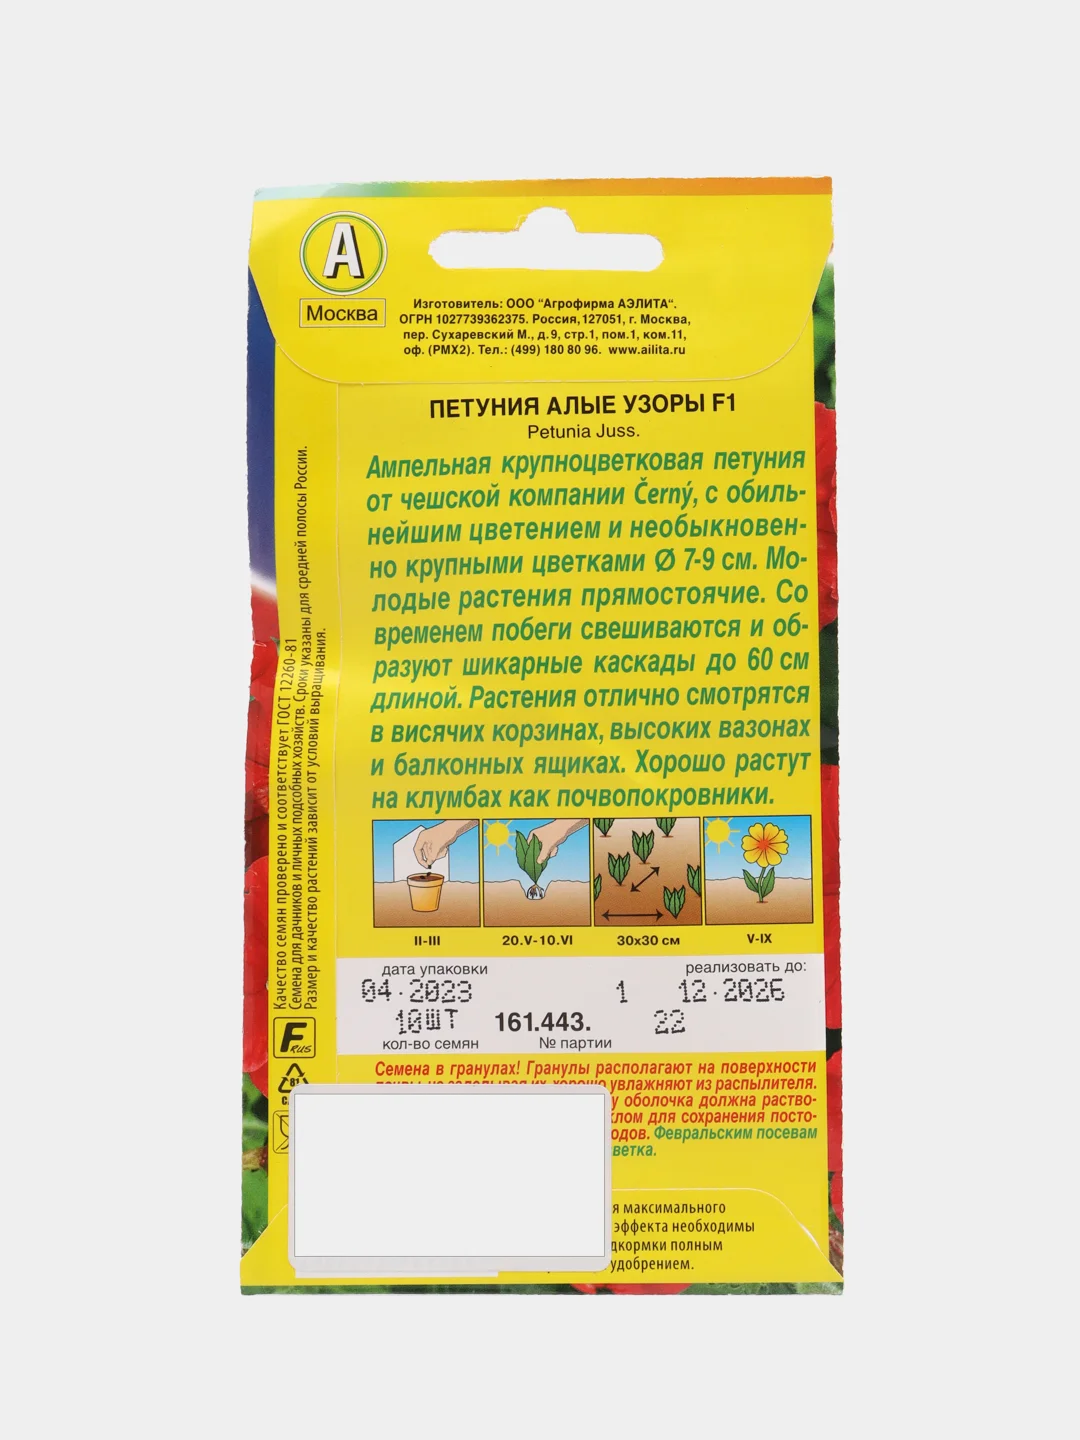 А
Москва
Изготовитель: ООО “Агрофирма АЭЛИТА“.
ОГРН 1027739362375. Россия, 127051, г. Москва,
пер. Сухаревский М., д. 9, стр.1, пом.1, ком.11,
оф. (РМХ2). Тел.: (499) 180 80 96. www.ailita.ru
ПЕТУНИЯ АЛЫЕ УЗОРЫ F1
Petunia Juss.
Ампельная крупноцветковая петуния
от чешской компании Černý, с обиль-
нейшим цветением и необыкновен-
но крупными цветками Ø 7-9 см. Мо-
лодые растения прямостоячие. Со
временем побеги свешиваются и об-
разуют шикарные каскады до 60 см
длиной. Растения отлично смотрятся
в висячих корзинах, высоких вазонах
и балконных ящиках. Хорошо растут
на клумбах как почвопокровники.
II-III
20.V-10.VI
30x30 см
V-IX
дата упаковки
реализовать до:
04.2023
1
12.2026
10ШТ
161.443.
22
кол-во семян
№ партии
Семена в гранулах! Гранулы располагают на поверхности
увлажняют из распылителя.
у оболочка должна раство-
клом для сохранения посто-
одов. Февральским посевам
ветка.
я максимального
эффекта необходимы
дкормки полным
удобрением.
Качество семян проверено и соответствует ГОСТ 12260-81
Семена для дачников и личных подсобных хозяйств. Сроки указаны для средней полосы России.
Размер и качество растений зависит от условий выращивания.
F RUS
81